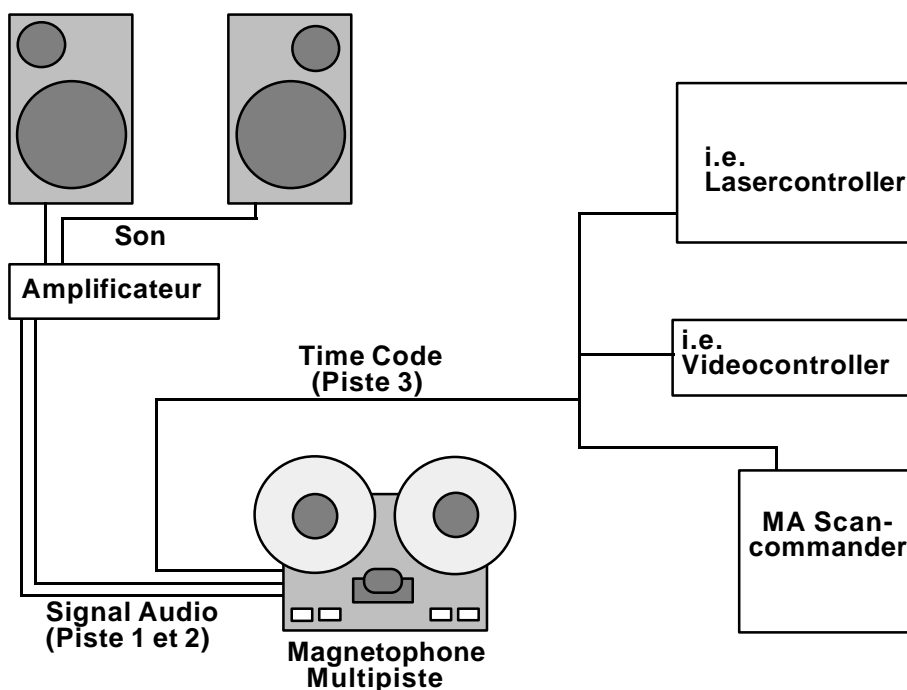 i.e.
Lasercontroller
Son
Amplificateur
i.e.
Videocontroller
Time Code
(Piste 3)
MA Scan-
commander
Signal Audio
(Piste 1 et 2)
Magnetophone
Multipiste